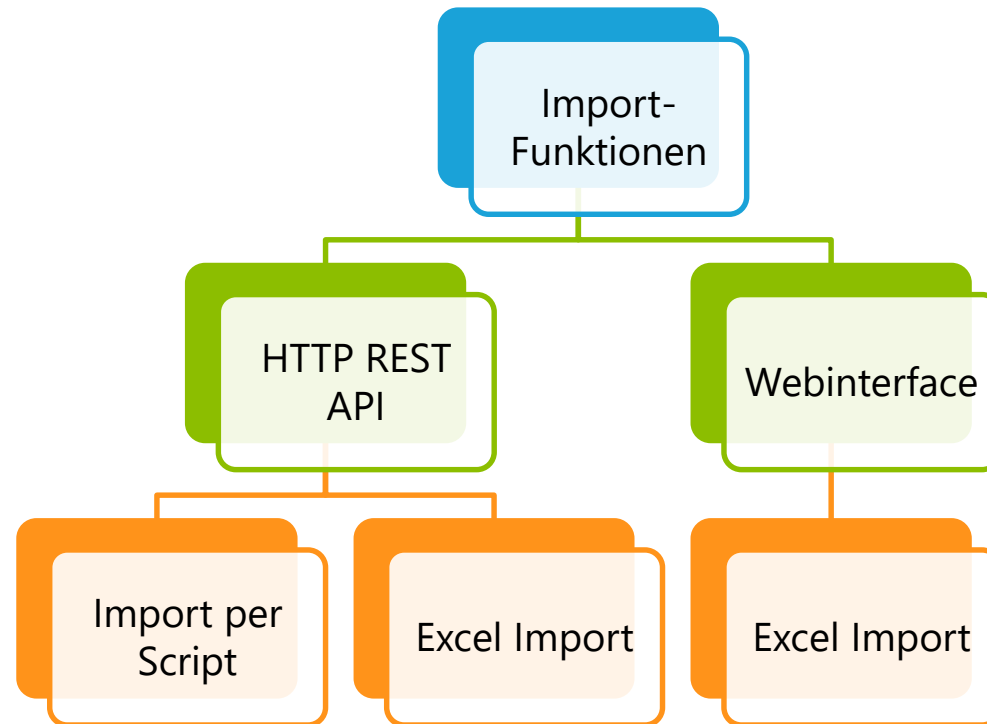 Import-
Funktionen
HTTP REST
API
Webinterface
Import per
Script
Excel Import
Excel Import